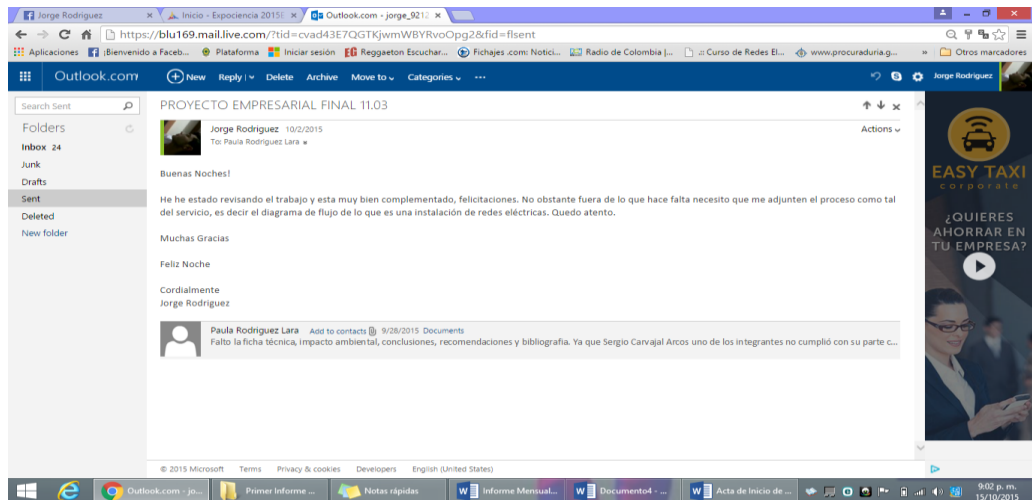 Jorge Rodriguez
Inicio - Expociencia 2015
Outlook.com - jorge_9212
https://blu169.mail.live.com/?tid=cvad43E7QGTKjwmWBYRvoOpg2&fid=flsent
Aplicaciones ¡Bienvenido a Faceb... Plataforma Iniciar sesión Reggaeton Escuchar... Fichajes .com: Notici... Radio de Colombia |... .:: Curso de Redes El... www.procuraduria.g... » Otros marcadores
Outlook.com New Reply Delete Archive Move to Categories ... Jorge Rodriguez
Search Sent
Folders
Inbox 24
Junk
Drafts
Sent
Deleted
New folder
PROYECTO EMPRESARIAL FINAL 11.03
Jorge Rodriguez 10/2/2015 Actions
To: Paula Rodriguez Lara
Buenas Noches!
He he estado revisando el trabajo y esta muy bien complementado, felicitaciones. No obstante fuera de lo que hace falta necesito que me adjunten el proceso como tal
del servicio, es decir el diagrama de flujo de lo que es una instalación de redes eléctricas. Quedo atento.
Muchas Gracias
Feliz Noche
Cordialmente
Jorge Rodriguez
Paula Rodriguez Lara Add to contacts 9/28/2015 Documents
Falto la ficha técnica, impacto ambiental, conclusiones, recomendaciones y bibliografia. Ya que Sergio Carvajal Arcos uno de los integrantes no cumplió con su parte c...
EASY TAXI
corporate
¿QUIERES
AHORRAR EN
TU EMPRESA?
© 2015 Microsoft Terms Privacy & cookies Developers English (United States)
Outlook.com - jo... Primer Informe ... Notas rápidas Informe Mensual... Documento4 - ... Acta de Inicio de ...
9:02 p. m.
15/10/2015